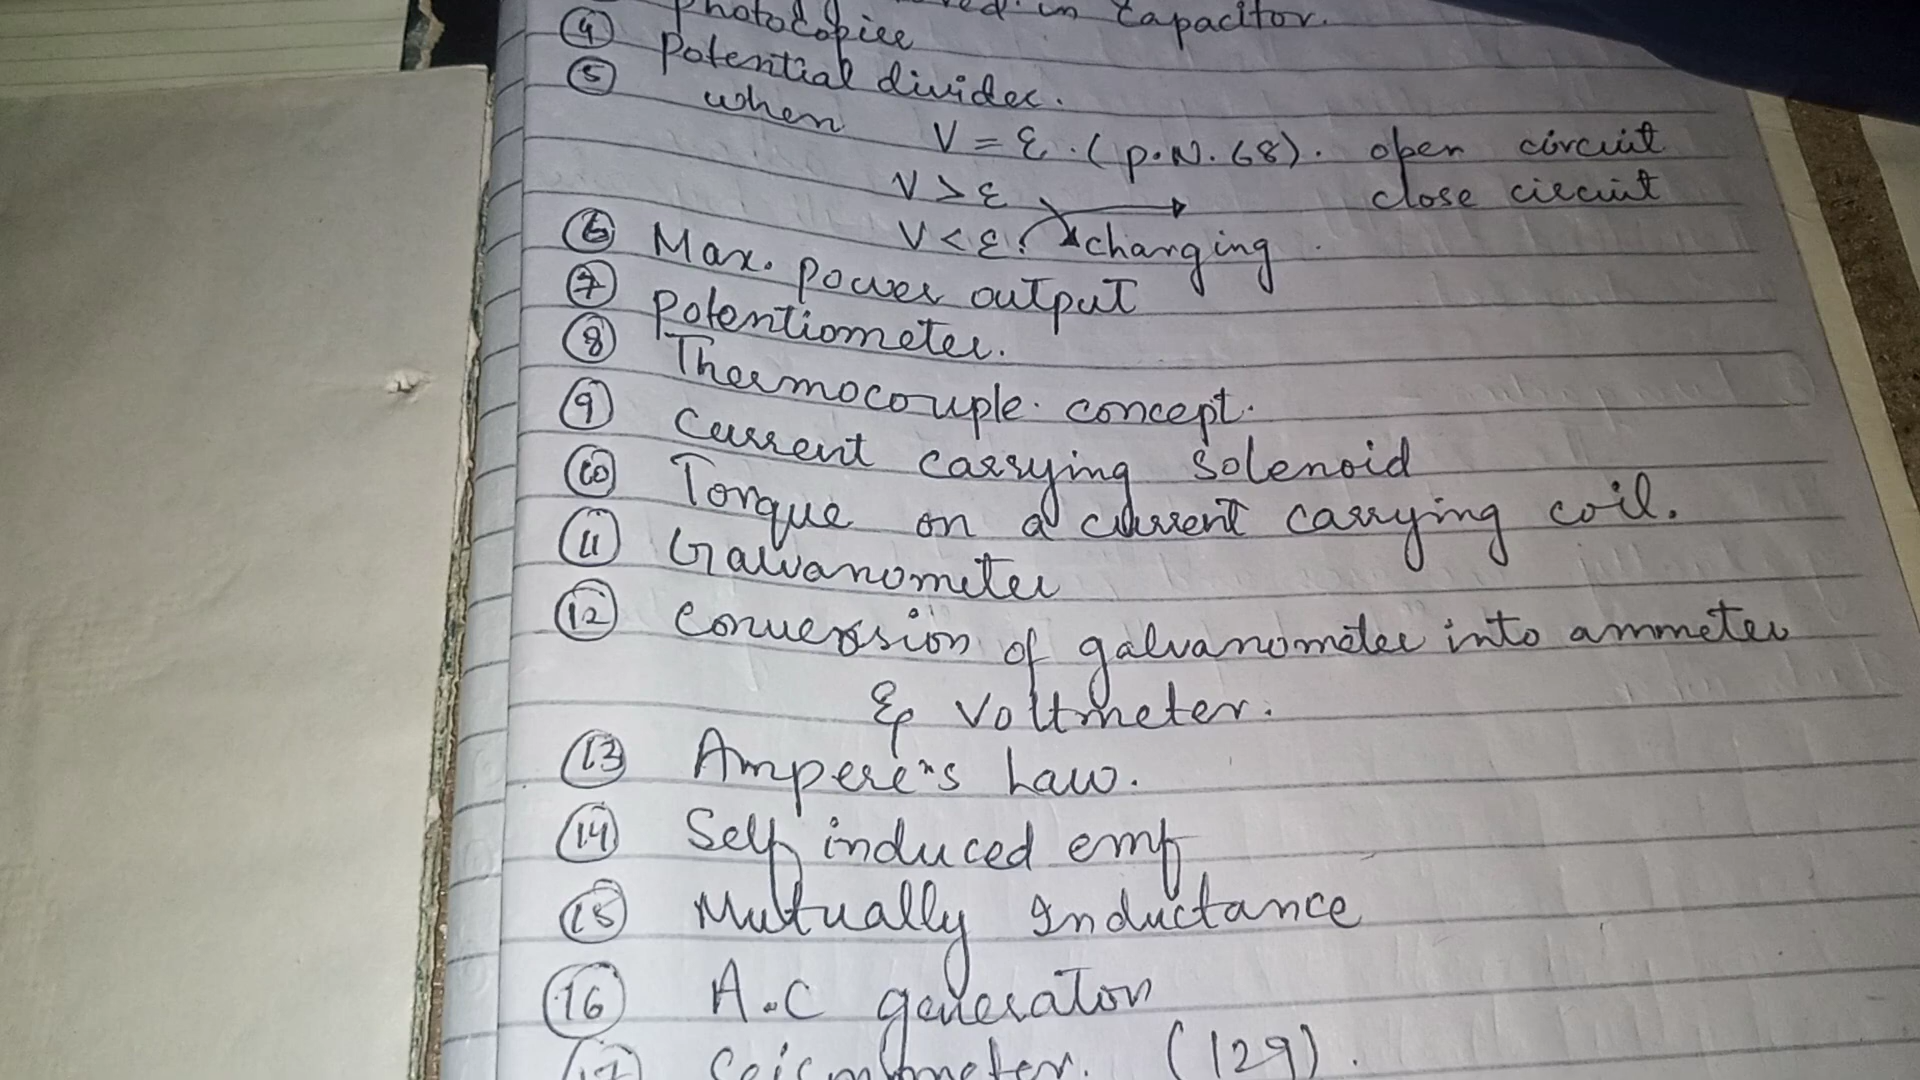 in capacitor.
Photocopier
④ Potential divider.
⑤ when V = Ɛ . (P.N. 68). open circuit
V > Ɛ close circuit
V < Ɛ. charging.
⑥ Max. power output
⑦ Potentiometer.
⑧ Thermocouple concept.
⑨ Current carrying solenoid
⑩ Torque on a current carrying coil.
⑪ Galvanometer
⑫ Conversion of galvanometer into ammeter
& voltmeter.
⑬ Ampere's Law.
⑭ Self induced emf
⑮ Mutually Inductance
⑯ A.C generator
⑰ (129).